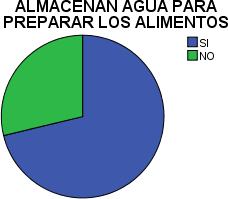 ALMACENAN AGUA PARA
PREPARAR LOS ALIMENTOS
SI
NO